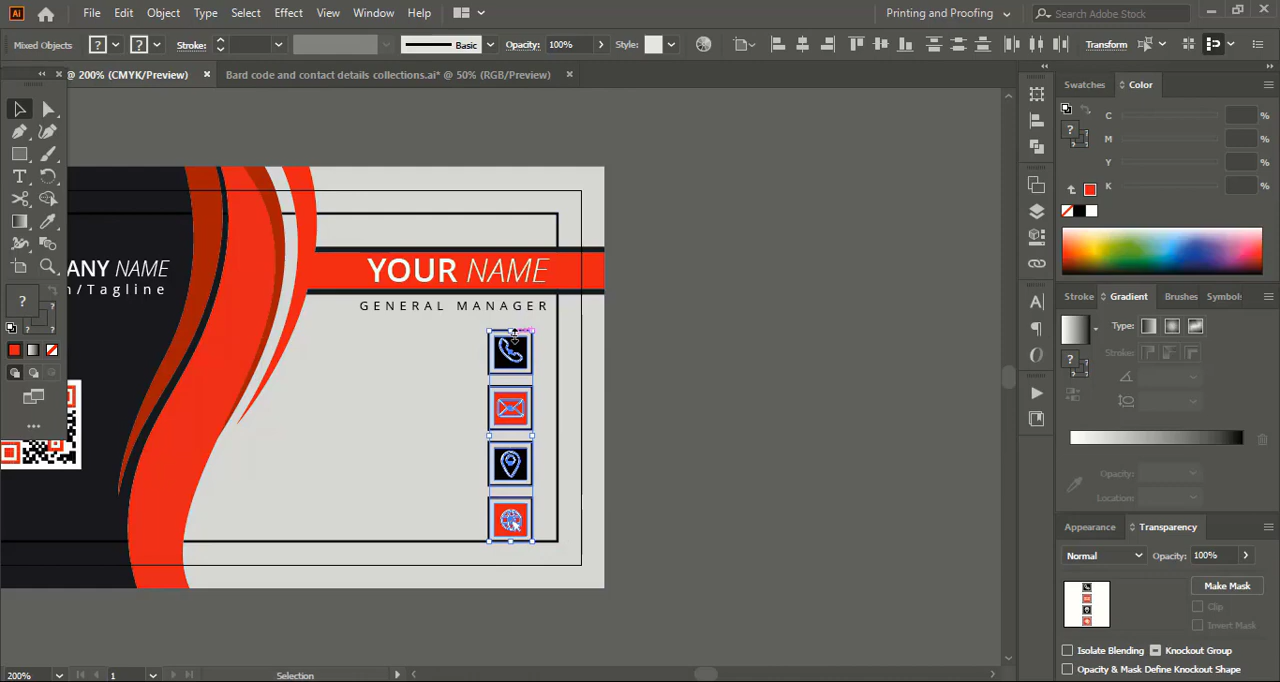 Ai File Edit Object Type Select Effect View Window Help Printing and Proofing Search Adobe Stock
Mixed Objects ? ? Stroke: Basic Opacity: 100% Style: Transform
@ 200% (CMYK/Preview) × Bard code and contact details collections.ai* @ 50% (RGB/Preview) ×
Swatches Color
C %
M %
Y %
K %
ANY NAME
n/Tagline
YOUR NAME
GENERAL MANAGER
Stroke Gradient Brushes Symbol:
Type:
Stroke:
Opacity:
Location:
Appearance Transparency
Normal Opacity: 100%
Make Mask
Clip
Invert Mask
Isolate Blending Knockout Group
Opacity & Mask Define Knockout Shape
200% 1 Selection